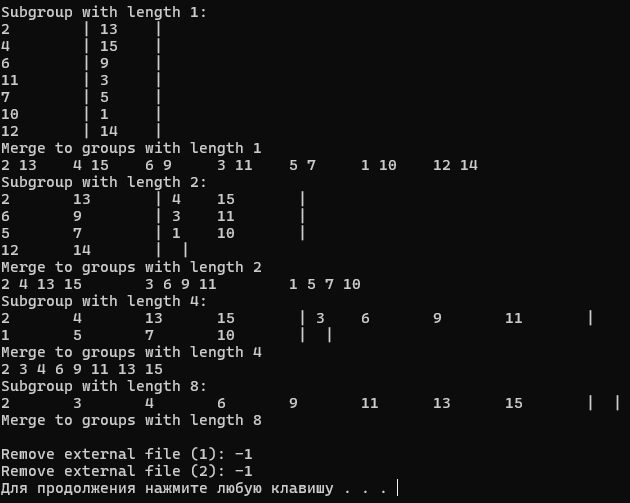 Subgroup with length 1:
2        | 13    |
4        | 15    |
6        | 9     |
11       | 3     |
7        | 5     |
10       | 1     |
12       | 14    |
Merge to groups with length 1
2 13    4 15    6 9     3 11    5 7     1 10    12 14
Subgroup with length 2:
2       13       | 4    15       |
6       9        | 3    11       |
5       7        | 1    10       |
12      14       |  |
Merge to groups with length 2
2 4 13 15       3 6 9 11        1 5 7 10
Subgroup with length 4:
2       4       13      15       | 3    6       9       11       |
1       5       7       10       |  |
Merge to groups with length 4
2 3 4 6 9 11 13 15
Subgroup with length 8:
2       3       4       6       9       11      13      15       |  |
Merge to groups with length 8

Remove external file (1): -1
Remove external file (2): -1
Для продолжения нажмите любую клавишу . . .